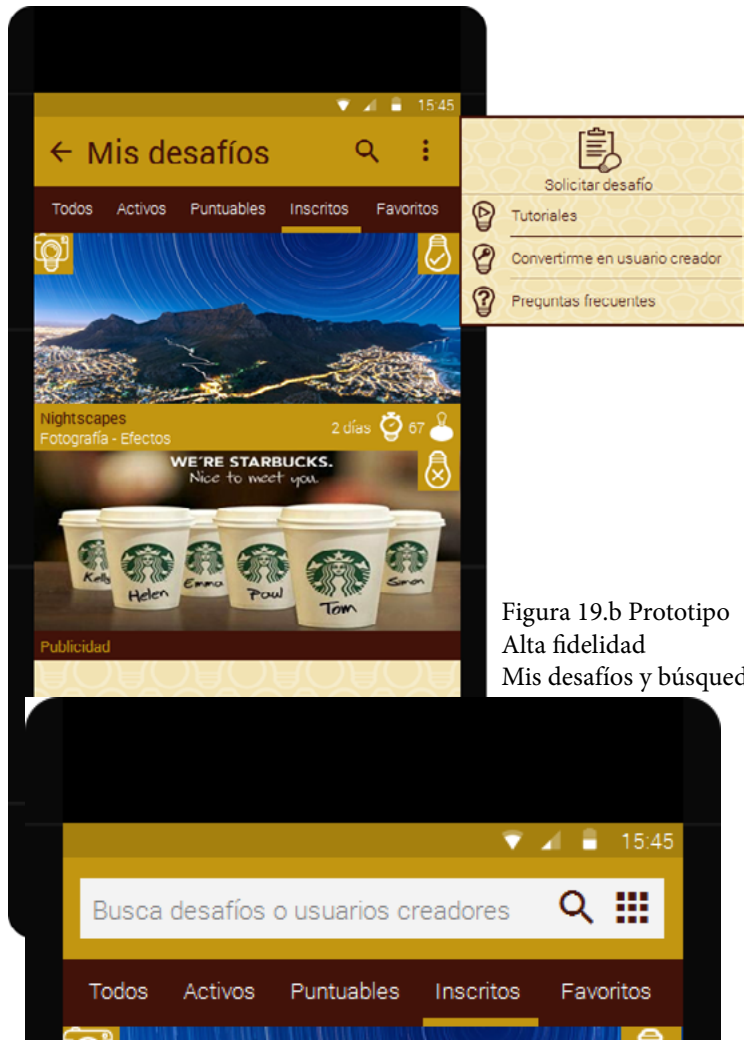 15:45
Mis desafíos
Todos Activos Puntuables Inscritos Favoritos
Nightscapes
Fotografía - Efectos
2 días 67
WE´RE STARBUCKS.
Nice to meet you.
Kelly Helen Emma Paul Tom Simon
Publicidad
Solicitar desafío
Tutoriales
Convertirme en usuario creador
Preguntas frecuentes
Figura 19.b Prototipo
Alta fidelidad
Mis desafíos y búsqued
15:45
Busca desafíos o usuarios creadores
Todos Activos Puntuables Inscritos Favoritos